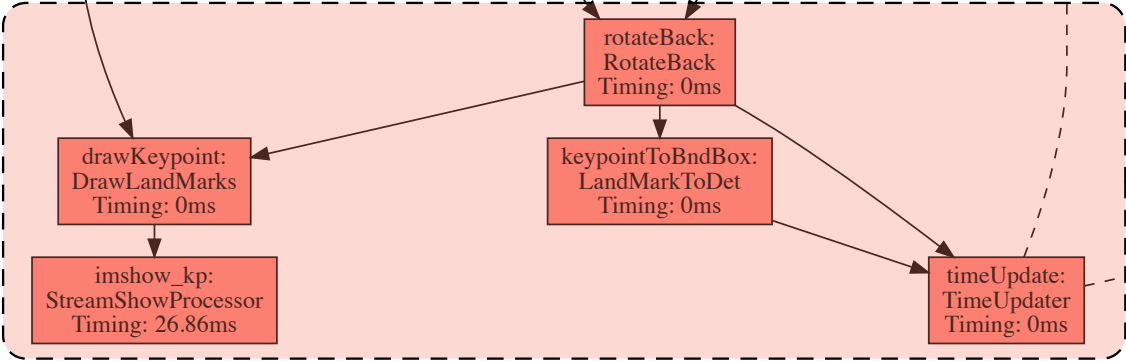 rotateBack:
RotateBack
Timing: 0ms
drawKeypoint:
DrawLandMarks
Timing: 0ms
keypointToBndBox:
LandMarkToDet
Timing: 0ms
imshow_kp:
StreamShowProcessor
Timing: 26.86ms
timeUpdate:
TimeUpdater
Timing: 0ms